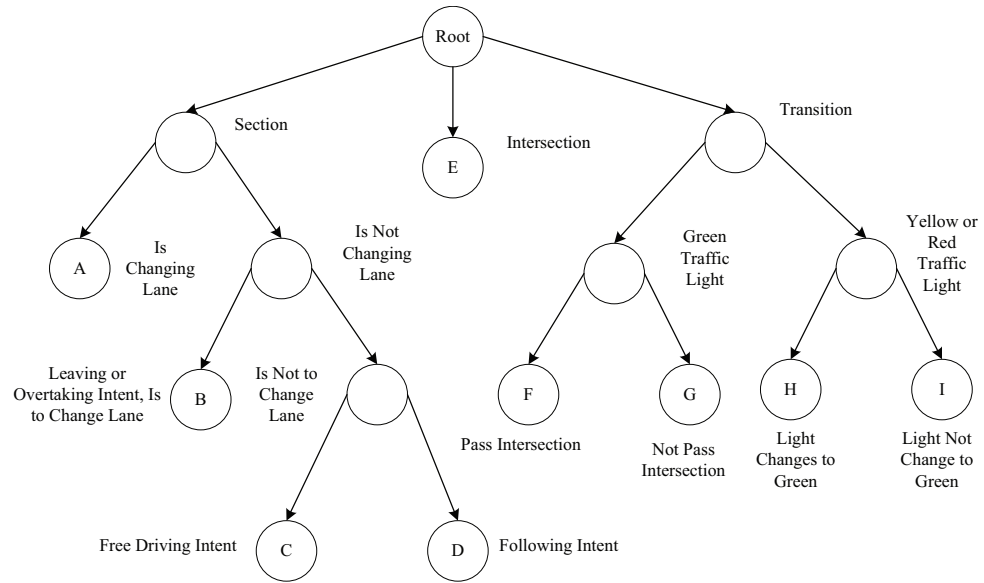 Root
Section
Intersection
Transition
E
A
Is
Changing
Lane
Is Not
Changing
Lane
Green
Traffic
Light
Yellow or
Red
Traffic
Light
Leaving or
Overtaking Intent, Is
to Change Lane
B
Is Not to
Change
Lane
F
G
H
I
Pass Intersection
Not Pass
Intersection
Light
Changes to
Green
Light Not
Change to
Green
Free Driving Intent
C
D
Following Intent